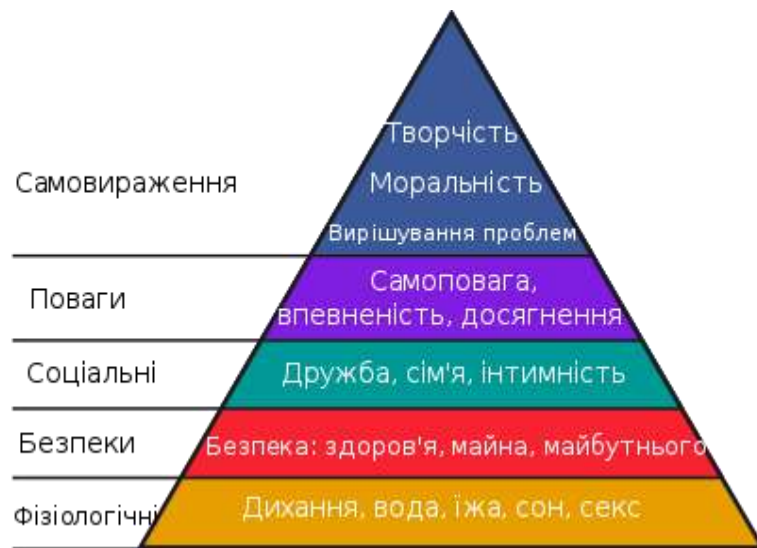 Творчість
Самовираження
Моральність
Вирішування проблем
Поваги
Самоповага,
впевненість, досягнення
Соціальні
Дружба, сім'я, інтимність
Безпеки
Безпека: здоров'я, майна, майбутнього
Фізіологічні
Дихання, вода, їжа, сон, секс